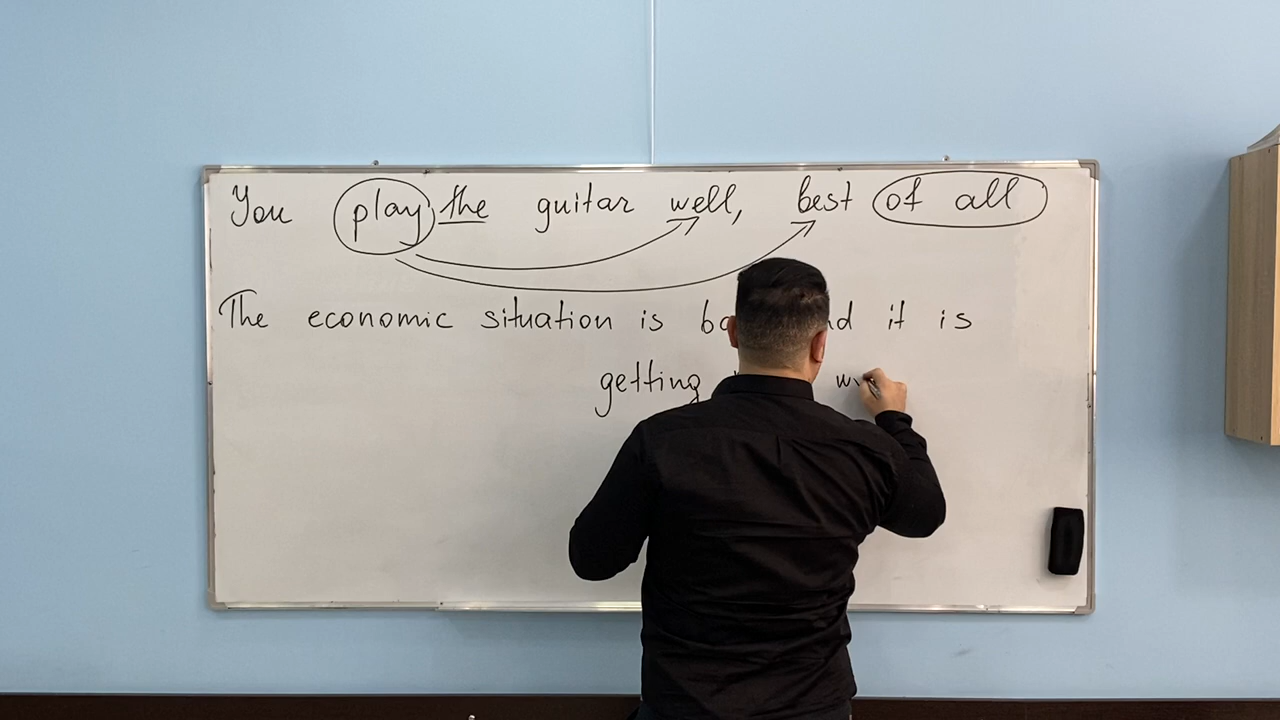 You play the guitar well, best of all
The economic situation is it is
getting